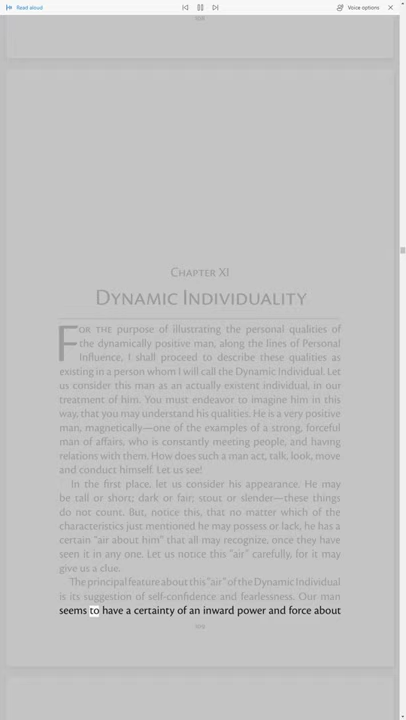 Read aloud
Voice options
Chapter XI
Dynamic Individuality
For the purpose of illustrating the personal qualities of
the dynamically positive man, along the lines of Personal
Influence, I shall proceed to describe these qualities as
existing in a person whom I will call the Dynamic Individual. Let
us consider this man as an actually existent individual, in our
treatment of him. You must endeavor to imagine him in this
way, that you may understand his qualities. He is a very positive
man, magnetically—one of the examples of a strong, forceful
man of affairs, who is constantly meeting people, and having
relations with them. How does such a man act, talk, look, move
and conduct himself. Let us see!
In the first place, let us consider his appearance. He may
be tall or short; dark or fair; stout or slender—these things
do not count. But, notice this, that no matter which of the
characteristics just mentioned he may possess or lack, he has a
certain "air about him" that all may recognize, once they have
seen it in any one. Let us notice this "air" carefully, for it may
give us a clue.
The principal feature about this "air" of the Dynamic Individual
is its suggestion of self-confidence and fearlessness. Our man
seems to have a certainty of an inward power and force about